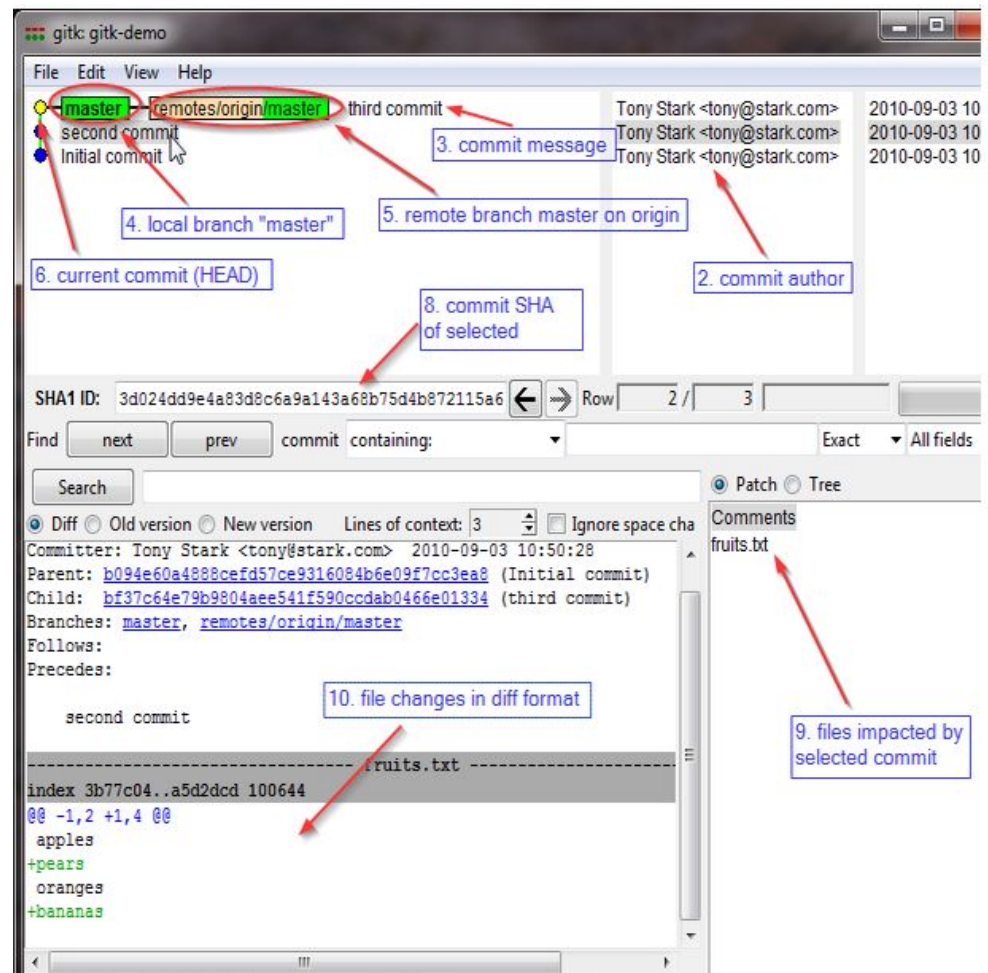 gitk: gitk-demo
File Edit View Help
master remotes/origin/master third commit Tony Stark <tony@stark.com> 2010-09-03 10
second commit Tony Stark <tony@stark.com> 2010-09-03 10
Initial commit Tony Stark <tony@stark.com> 2010-09-03 10
3. commit message
4. local branch "master"
5. remote branch master on origin
6. current commit (HEAD)
2. commit author
8. commit SHA
of selected
SHA1 ID: 3d024dd9e4a83d8c6a9a143a68b75d4b872115a6 Row 2 / 3
Find next prev commit containing: Exact All fields
Search
Patch Tree
Diff Old version New version Lines of context: 3 Ignore space cha
Comments
fruits.txt
Committer: Tony Stark <tony@stark.com> 2010-09-03 10:50:28
Parent: b094e60a4888cefd57ce9316084b6e09f7cc3ea8 (Initial commit)
Child: bf37c64e79b9804aee541f590ccdab0466e01334 (third commit)
Branches: master, remotes/origin/master
Follows:
Precedes:
10. file changes in diff format
second commit
9. files impacted by
selected commit
---------------------------------- fruits.txt ----------------------
index 3b77c04..a5d2dcd 100644
@@ -1,2 +1,4 @@
apples
+pears
oranges
+bananas